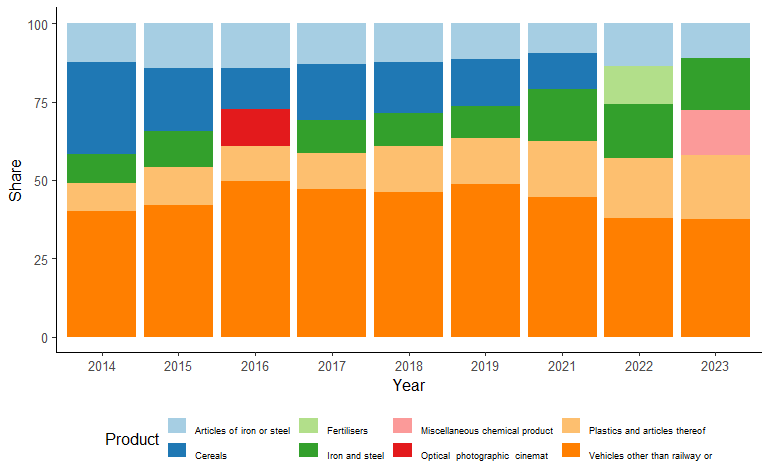 100
75
50
25
0
Share
2014 2015 2016 2017 2018 2019 2021 2022 2023
Year
Product
Articles of iron or steel Fertilisers Miscellaneous chemical product Plastics and articles thereof
Cereals Iron and steel Optical photographic cinemat Vehicles other than railway or